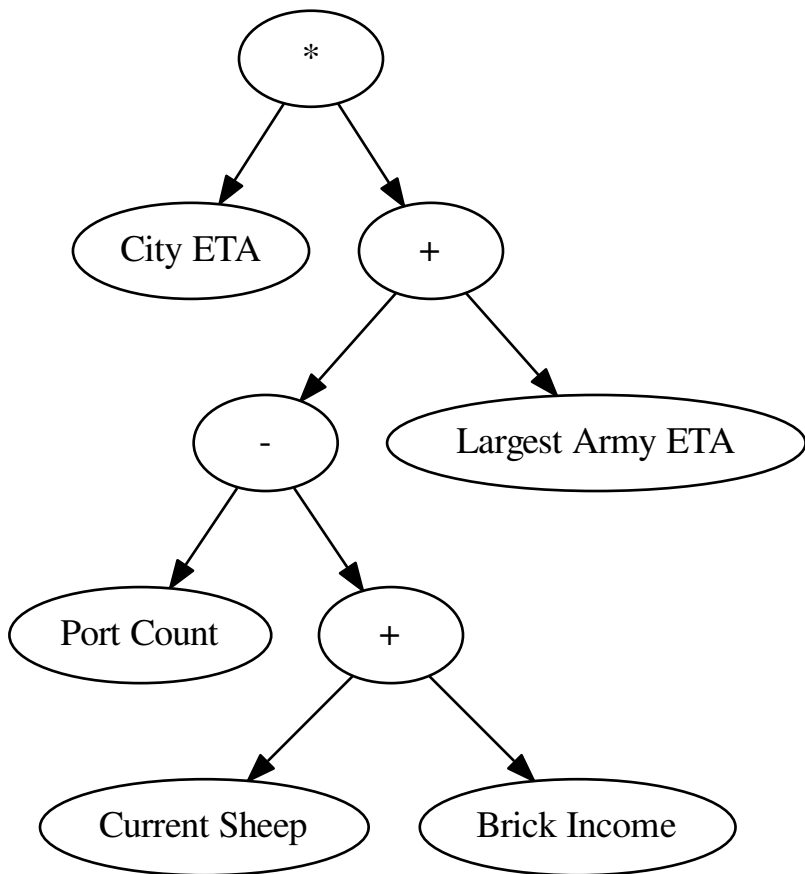 *
City ETA
+
-
Largest Army ETA
Port Count
+
Current Sheep
Brick Income